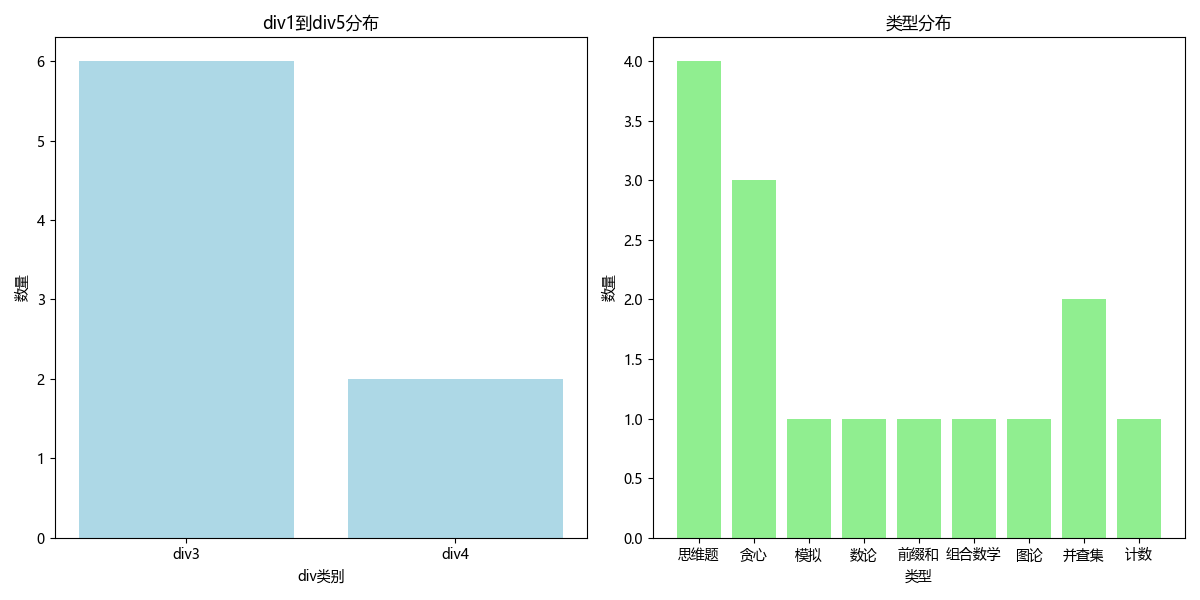 div1到div5分布
6
5
4
3
2
1
0
数量
div3 div4
div类别
类型分布
4.0
3.5
3.0
2.5
2.0
1.5
1.0
0.5
0.0
数量
思维题 贪心 模拟 数论 前缀和 组合数学 图论 并查集 计数
类型